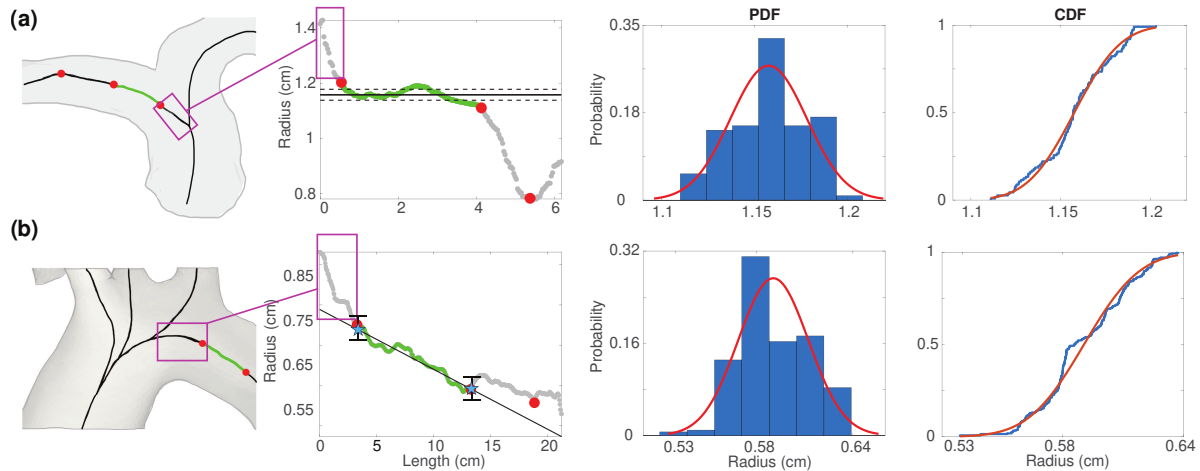 (a)
PDF
CDF
Radius (cm)
1.4
1.2
1
0.8
0 2 4 6
Probability
0.35
0.18
0
1.1 1.15 1.2
1
0.5
0
1.1 1.15 1.2
(b)
Radius (cm)
0.85
0.75
0.65
0.55
0 5 10 15 20
Length (cm)
Probability
0.32
0.16
0
0.53 0.58 0.64
Radius (cm)
1
0.5
0
0.53 0.58 0.64
Radius (cm)